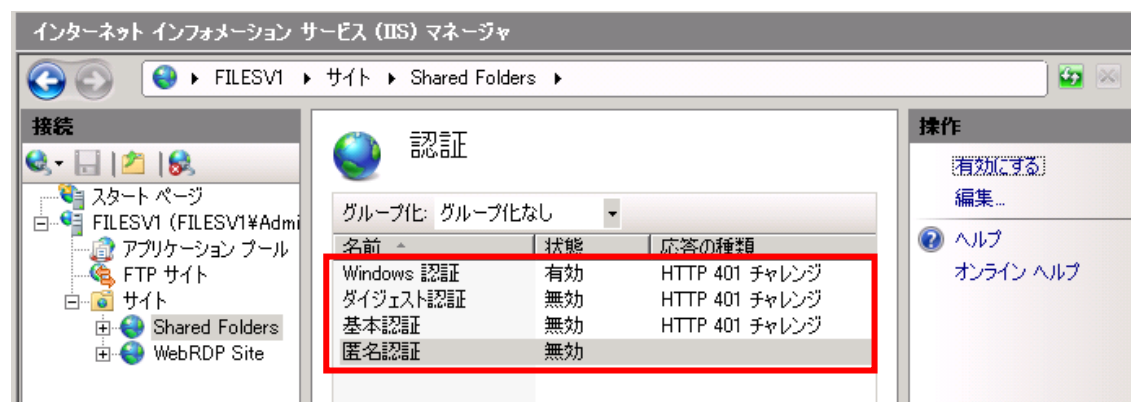 インターネット インフォメーション サービス (IIS) マネージャ
FILESV1 サイト Shared Folders
接続
スタート ページ
FILESV1 (FILESV1¥Admi
アプリケーション プール
FTP サイト
サイト
Shared Folders
WebRDP Site
認証
グループ化: グループ化なし
名前 状態 応答の種類
Windows 認証 有効 HTTP 401 チャレンジ
ダイジェスト認証 無効 HTTP 401 チャレンジ
基本認証 無効 HTTP 401 チャレンジ
匿名認証 無効
操作
有効にする
編集...
ヘルプ
オンライン ヘルプ